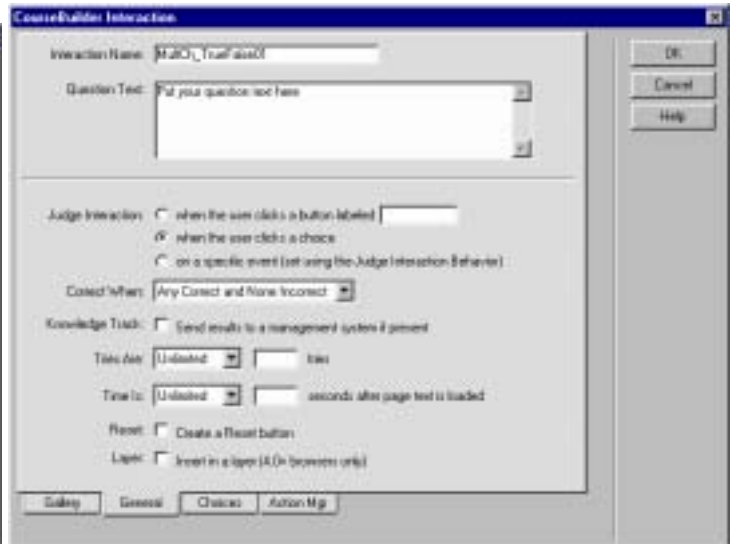 CourseBuilder Interaction
Interaction Name: MultCh_TrueFalse01
OK
Question Text: Put your question text here
Cancel
Help
Judge Interaction: when the user clicks a button labeled
when the user clicks a choice
on a specific event (set using the Judge Interaction Behavior)
Correct When: Any Correct and None Incorrect
Knowledge Track: Send results to a management system if present
Tries Are: Unlimited tries
Time Is: Unlimited seconds after page text is loaded
Reset: Create a Reset button
Layer: Insert in a layer (4.0+ browsers only)
Gallery General Choices Action Mgr